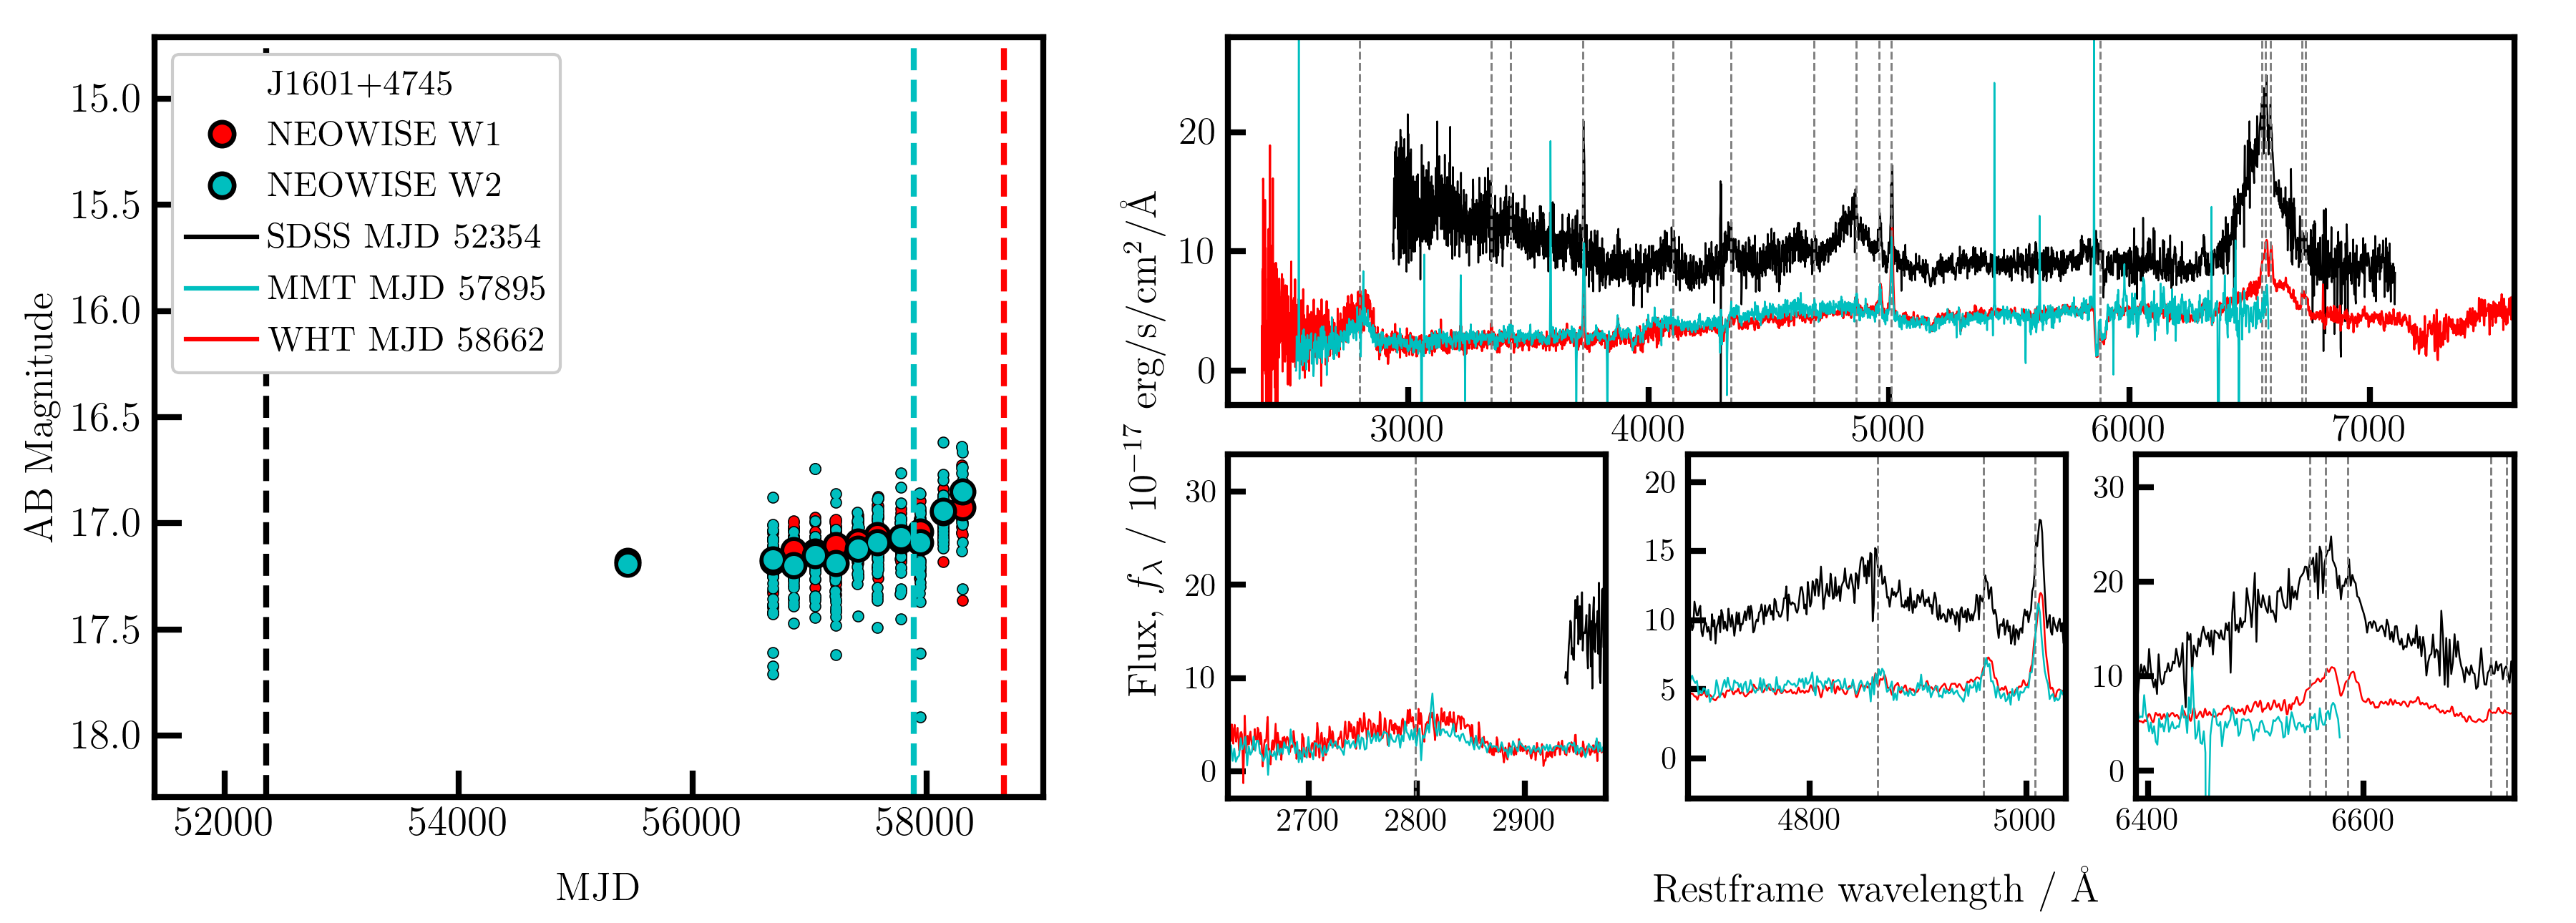 J1601+4745
NEOWISE W1
NEOWISE W2
SDSS MJD 52354
MMT MJD 57895
WHT MJD 58662
AB Magnitude
15.0
15.5
16.0
16.5
17.0
17.5
18.0
52000 54000 56000 58000
MJD
Flux, fλ / 10⁻¹⁷ erg/s/cm²/Å
20
10
0
3000 4000 5000 6000 7000
30
20
10
0
2700 2800 2900
20
15
10
5
0
4800 5000
30
20
10
0
6400 6600
Restframe wavelength / Å